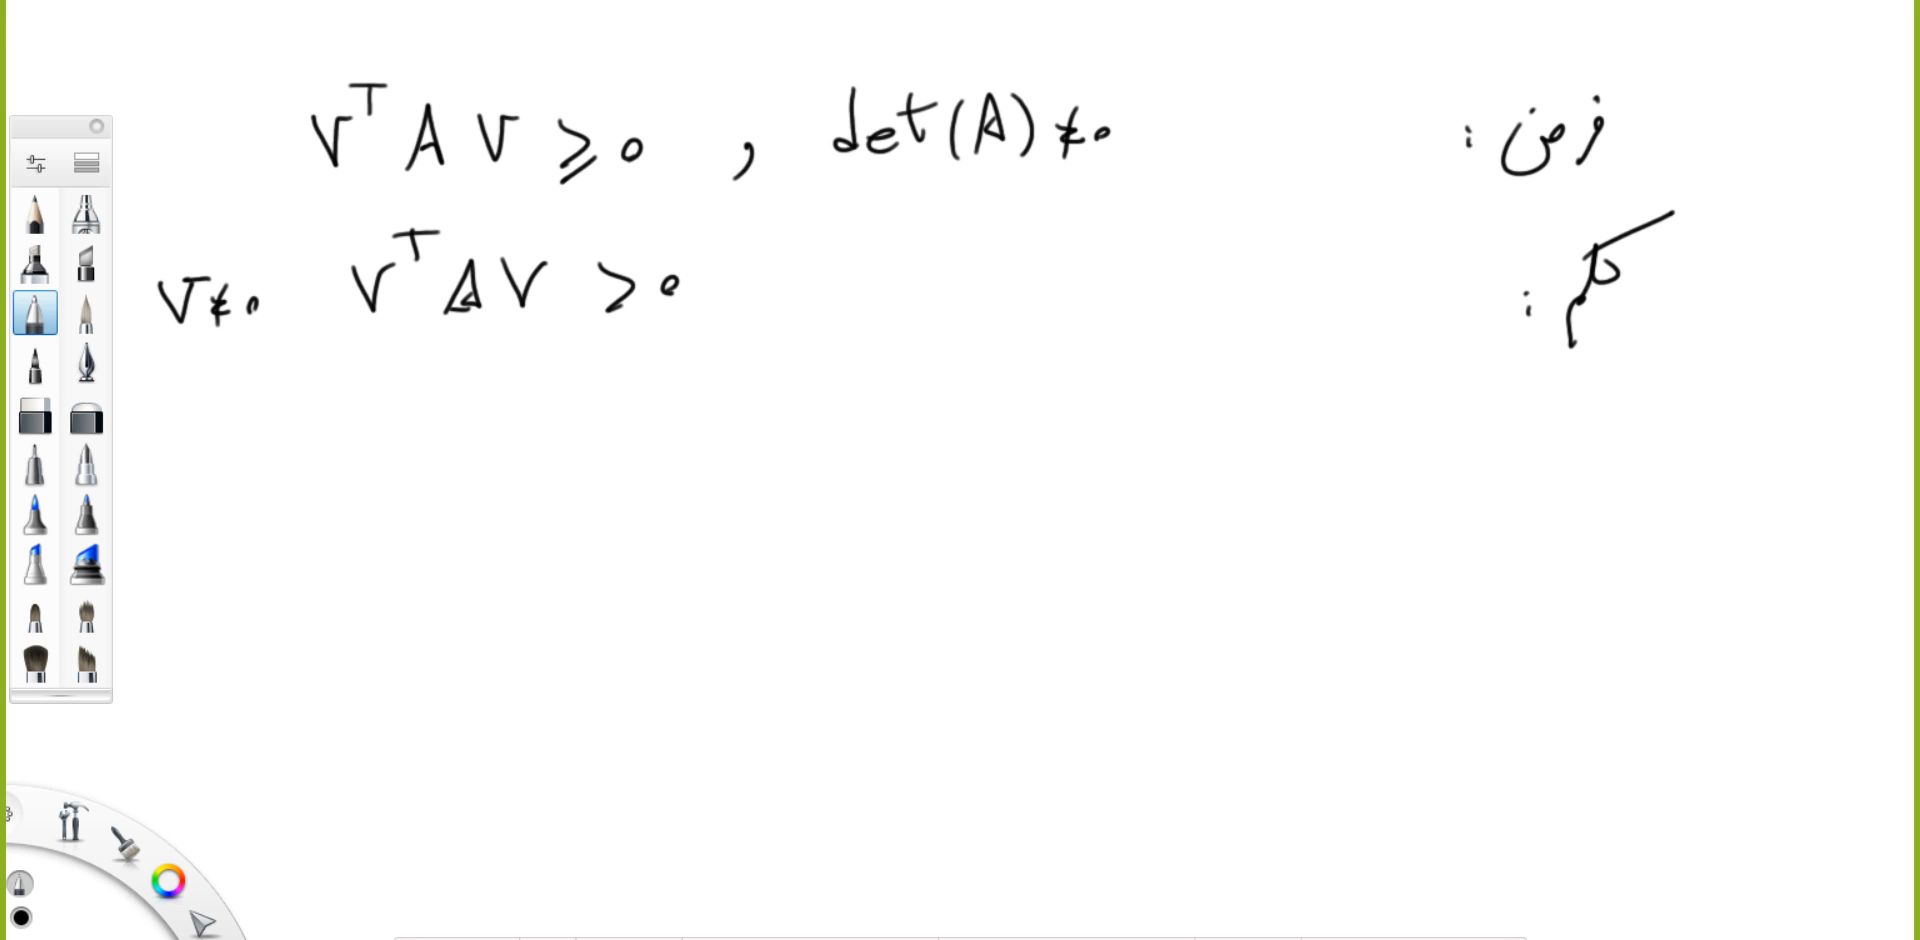 فرض : V^T A V ≥ 0 , det(A) ≠ 0
حکم : V ≠ 0 V^T A V > 0